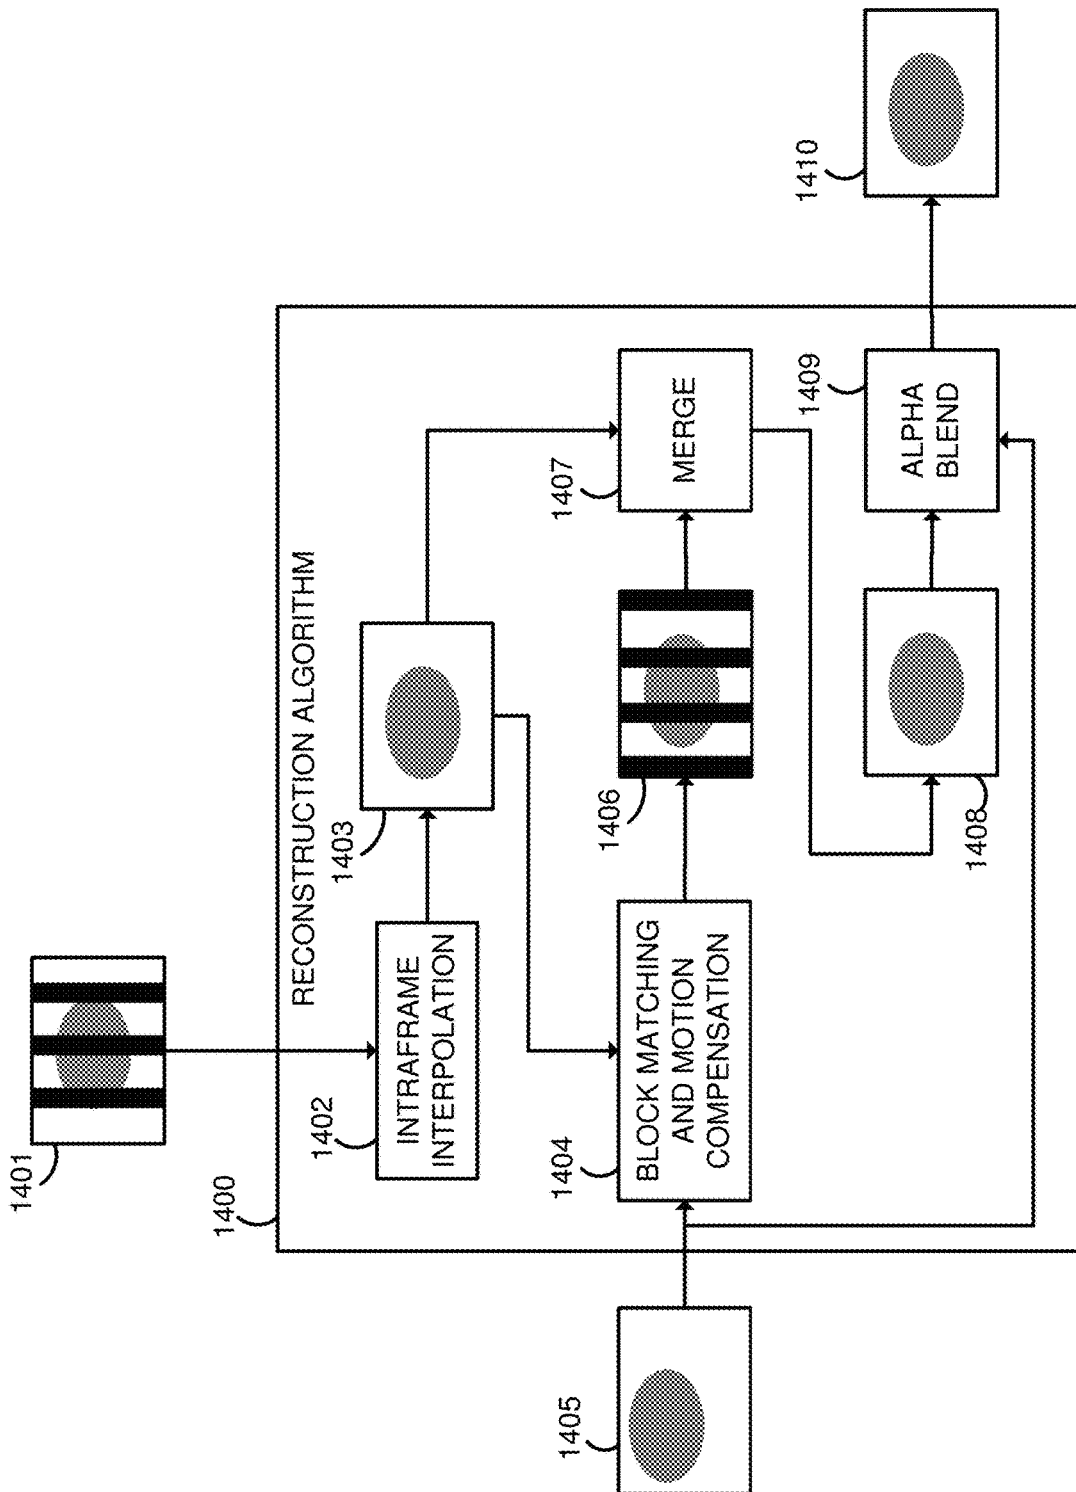 1401
1400
RECONSTRUCTION ALGORITHM
1402
INTRAFRAME
INTERPOLATION
1403
1405
1404
BLOCK MATCHING
AND MOTION
COMPENSATION
1406
1407
MERGE
1408
1409
ALPHA
BLEND
1410